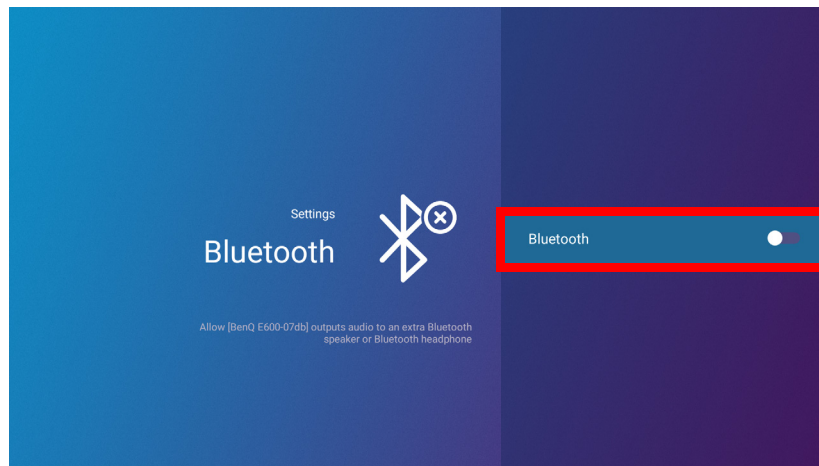 Settings
Bluetooth
Allow [BenQ E600-07db] outputs audio to an extra Bluetooth
speaker or Bluetooth headphone
Bluetooth